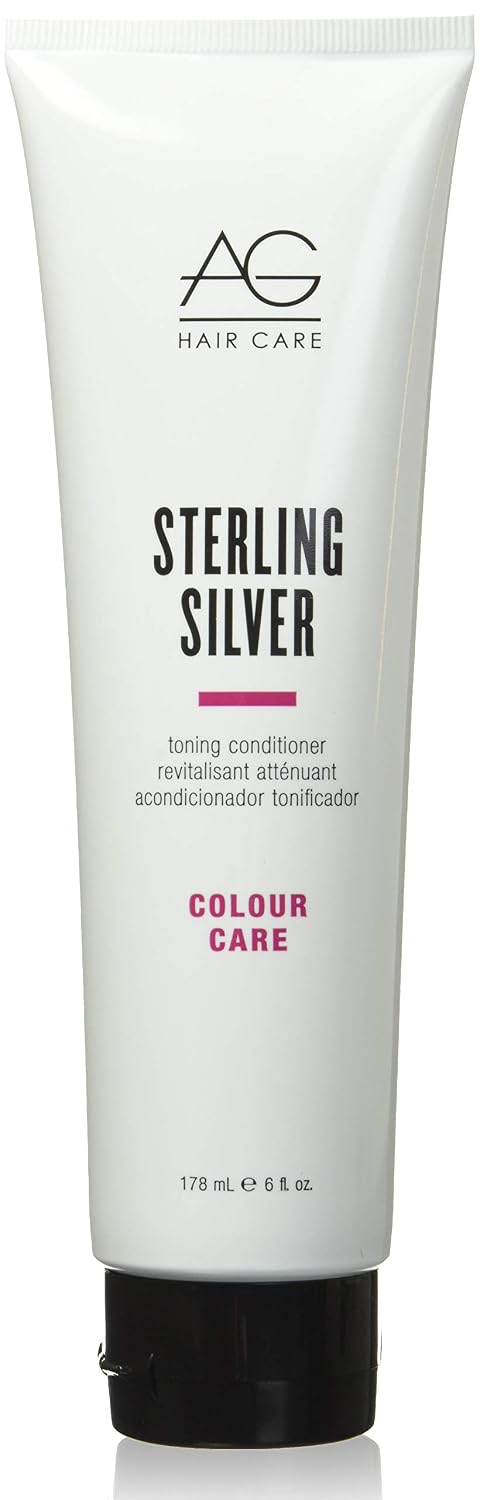 AG
HAIR CARE
STERLING
SILVER
toning conditioner
revitalisant atténuant
acondicionador tonificador
COLOUR
CARE
178 mL ℮ 6 fl. oz.